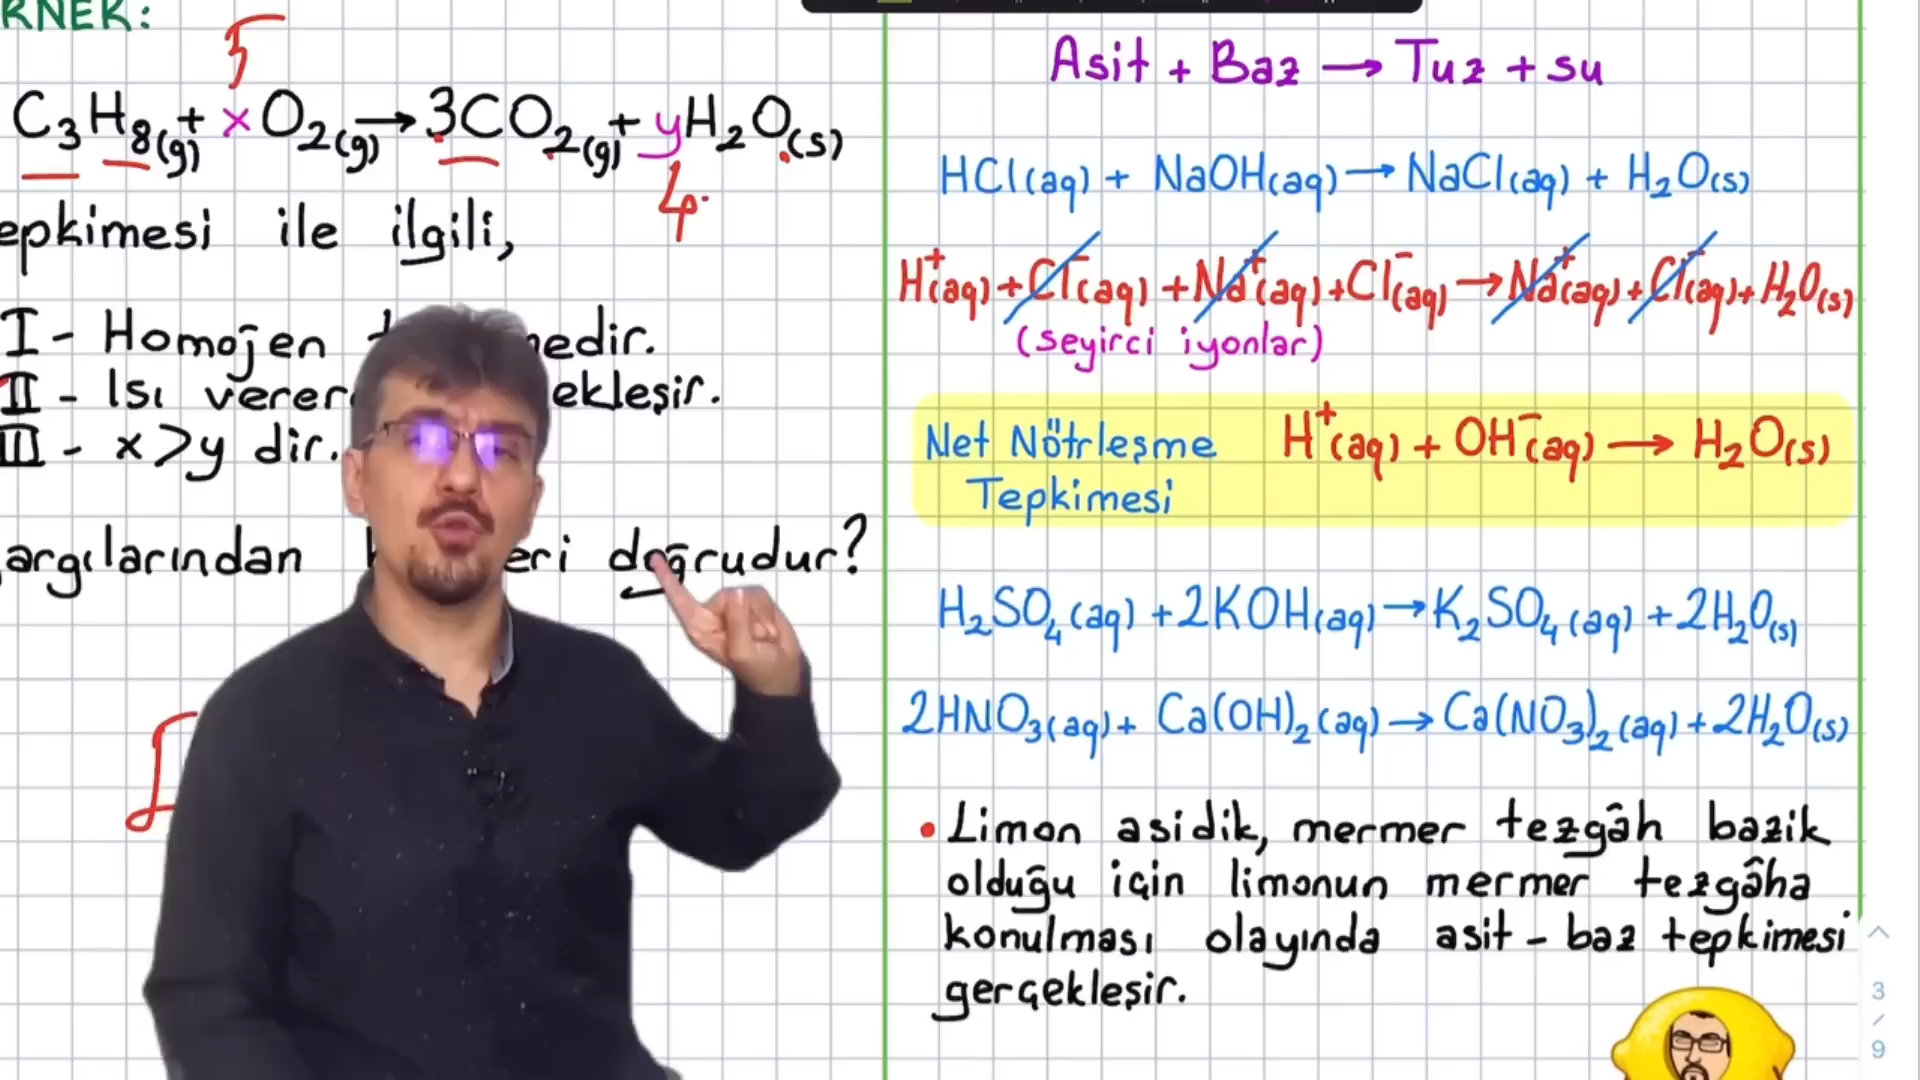 RNEK:
5
C₃H₈(g) + xO₂(g) → 3CO₂(g) + yH₂O(s)
4
epkimesi ile ilgili,
I - Homojen edir.
II - Isı verer ekleşir.
III - x > y dir.
argılarından eri doğrudur?
Asit + Baz → Tuz + su
HCl(aq) + NaOH(aq) → NaCl(aq) + H₂O(s)
H⁺(aq) + Cl⁻(aq) + Na⁺(aq) + Cl⁻(aq) → Na⁺(aq) + Cl⁻(aq) + H₂O(s)
(seyirci iyonlar)
Net Nötrleşme H⁺(aq) + OH⁻(aq) → H₂O(s)
Tepkimesi
H₂SO₄(aq) + 2KOH(aq) → K₂SO₄(aq) + 2H₂O(s)
2HNO₃(aq) + Ca(OH)₂(aq) → Ca(NO₃)₂(aq) + 2H₂O(s)
• Limon asidik, mermer tezgâh bazik
olduğu için limonun mermer tezgâha
konulması olayında asit - baz tepkimesi
gerçekleşir.
3
/
9